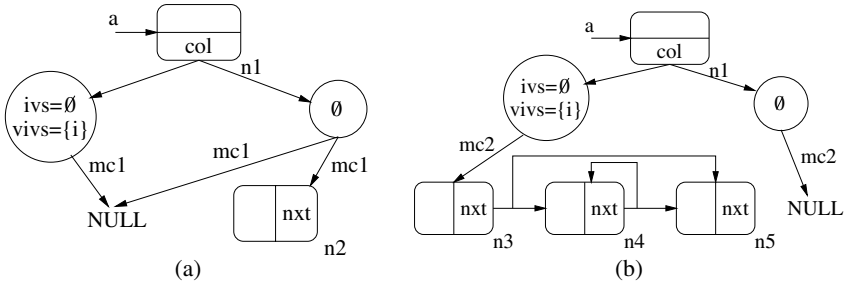 a
col
n1
ivs=Ø
vivs={i}
Ø
mc1
mc1
mc1
NULL
nxt
n2
(a)
a
col
n1
ivs=Ø
vivs={i}
Ø
mc2
mc2
nxt
nxt
nxt
NULL
n3
n4
n5
(b)